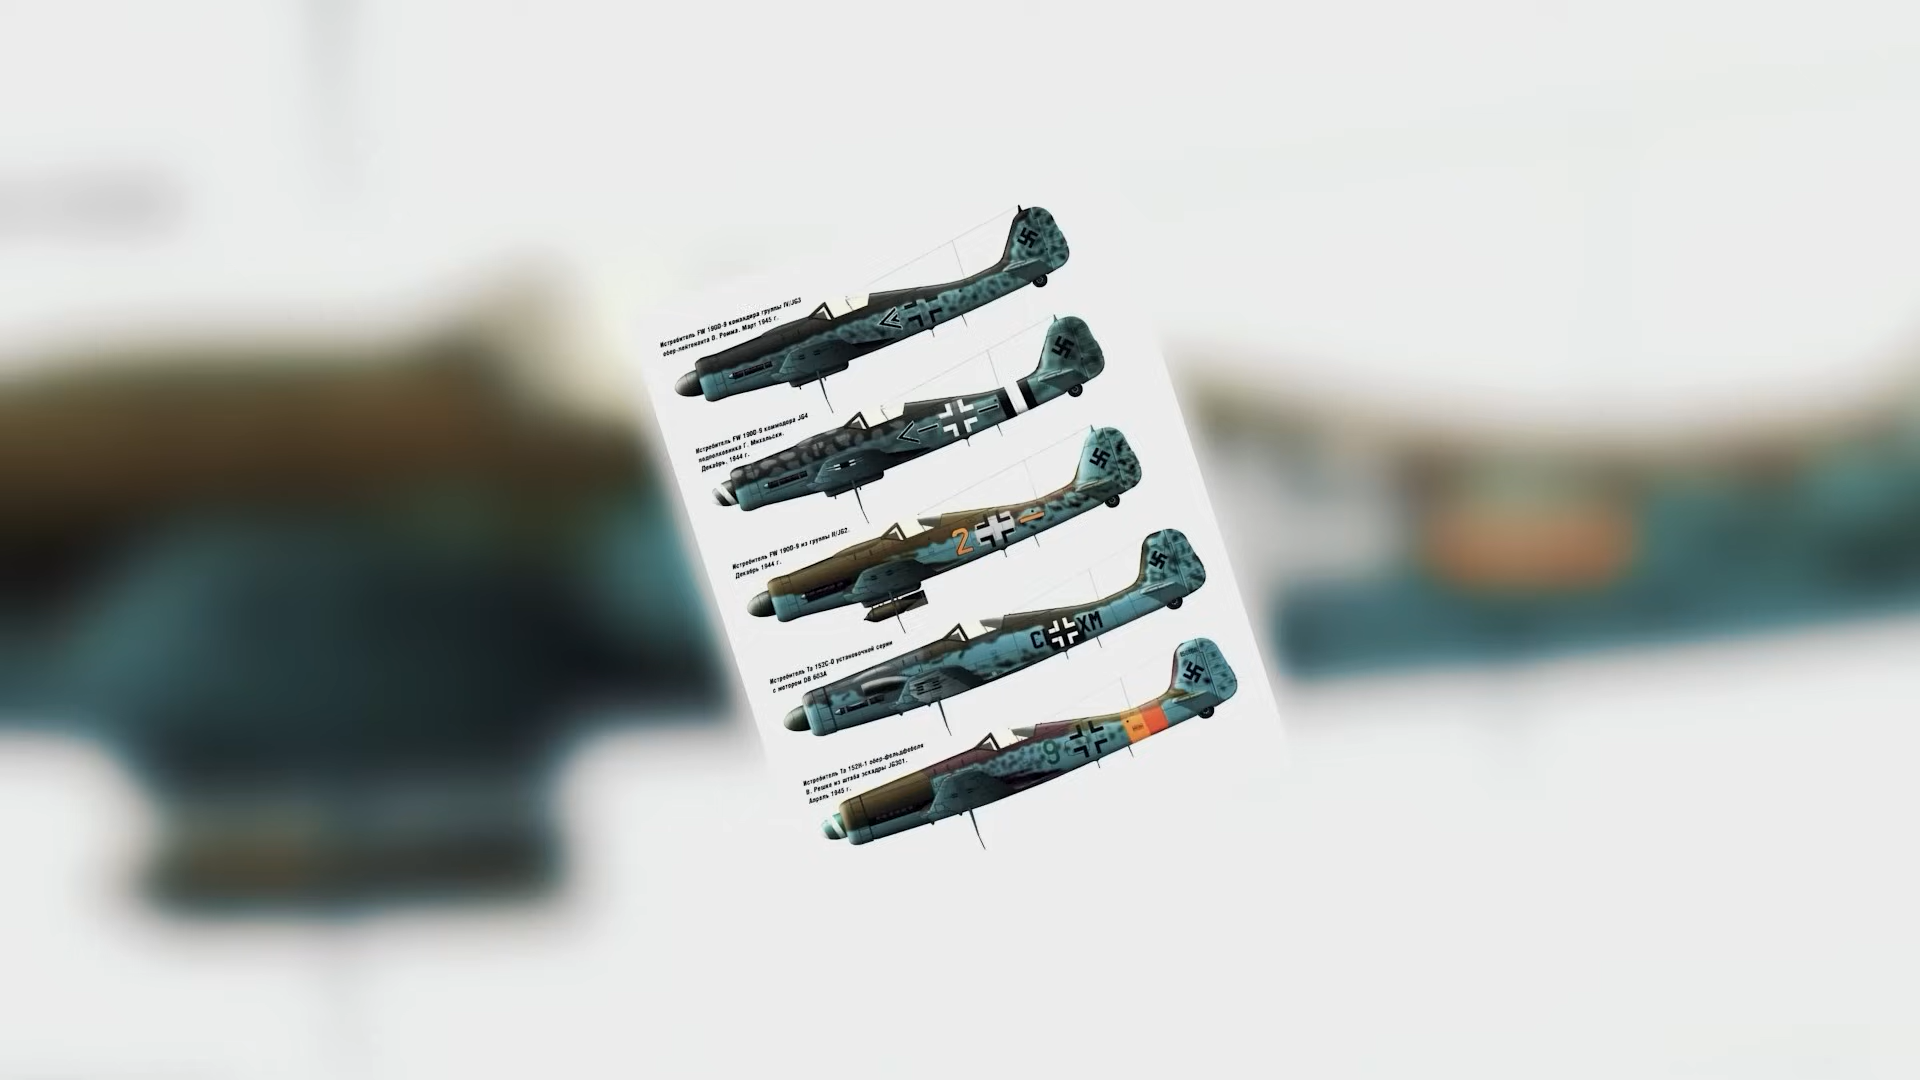 Истребитель FW 190D-9 командира группы IV/JG3
обер-лейтенанта О. Ромма. Март 1945 г.
Истребитель FW 190D-9 коммодора JG4
подполковника Г. Михальски.
Декабрь. 1944 г.
Истребитель FW 190D-9 из группы II/JG2.
Декабрь 1944 г.
2
Истребитель Ta 152C-0 установочной серии
с мотором DB 603A
C XM
Истребитель Ta 152H-1 обер-фельдфебеля
В. Решке из штаба эскадры JG301.
Апрель 1945 г.
9